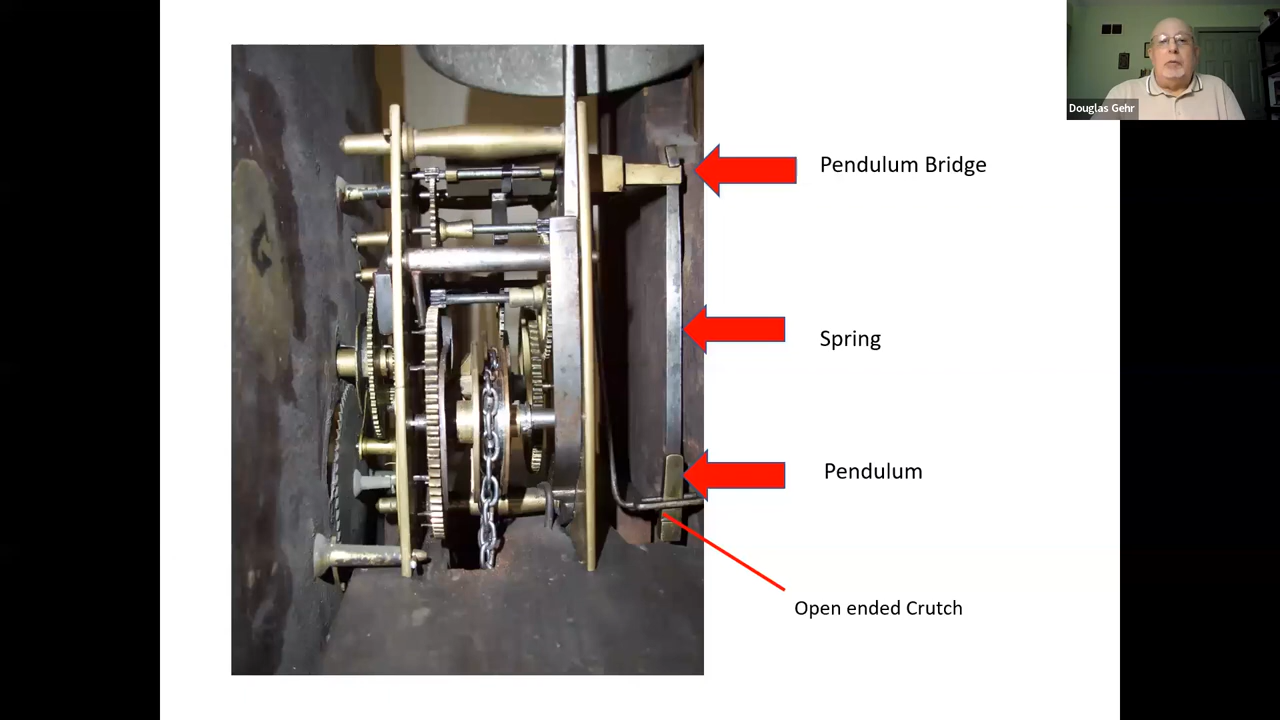 Douglas Gehr
Pendulum Bridge
Spring
Pendulum
Open ended Crutch